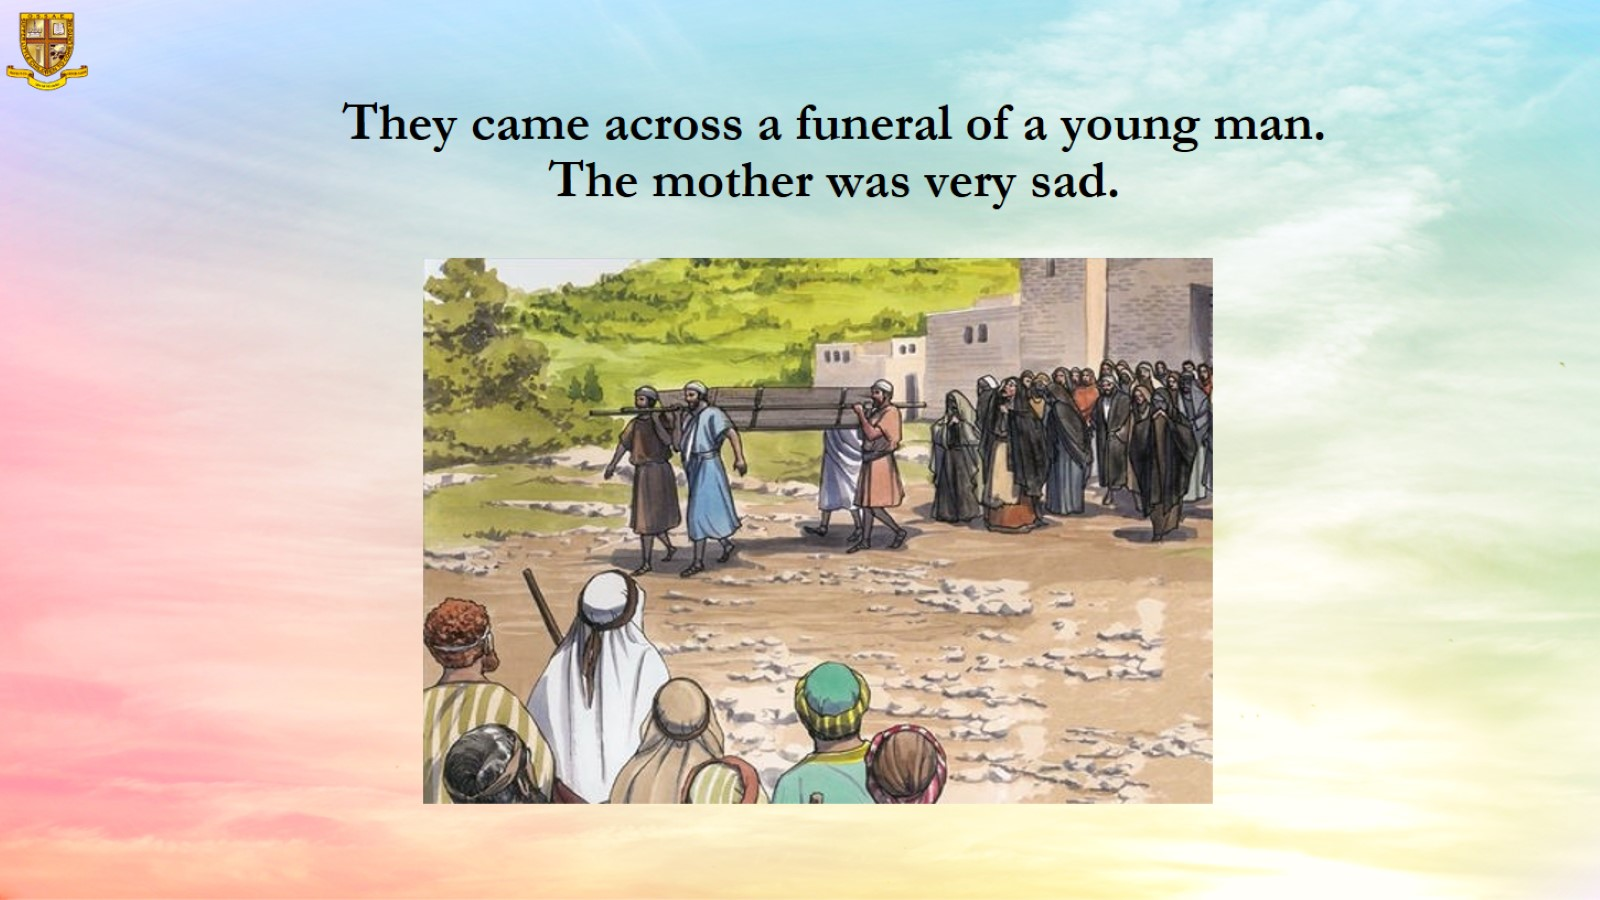 They came across a funeral of a young man.
The mother was very sad.